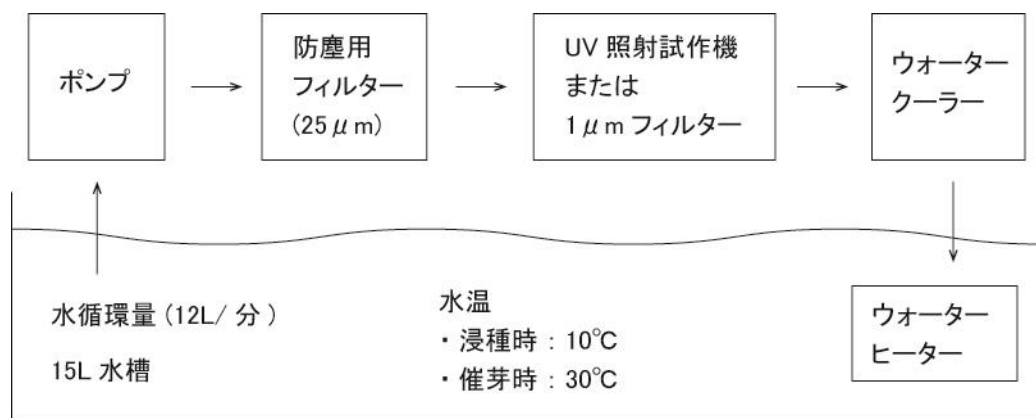 ポンプ
防塵用
フィルター
(25μm)
UV 照射試作機
または
1μm フィルター
ウォーター
クーラー
水循環量 (12L/ 分 )
15L 水槽
水温
・浸種時：10℃
・催芽時：30℃
ウォーター
ヒーター